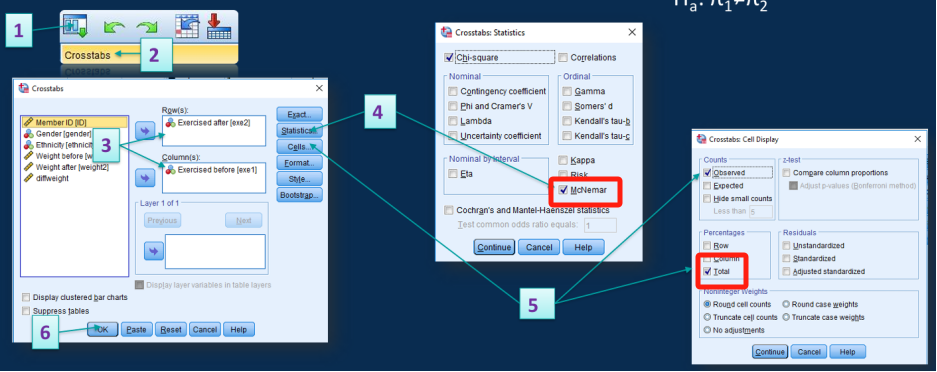 Hₐ: π₁≠π₂
1
Crosstabs
2
Crosstabs
Member ID [ID]
Gender [gender]
Ethnicity [ethnicit
Weight before [w
Weight after [weight2]
diffweight
3
Row(s):
Exercised after [exe2]
Column(s):
Exercised before [exe1]
Layer 1 of 1
Previous
Next
Display layer variables in table layers
Exact...
Statistics
Cells...
Format...
Style...
Bootstrap...
Display clustered bar charts
Suppress tables
6
OK
Paste
Reset
Cancel
Help
4
Crosstabs: Statistics
Chi-square
Correlations
Nominal
Contingency coefficient
Phi and Cramer's V
Lambda
Uncertainty coefficient
Ordinal
Gamma
Somers' d
Kendall's tau-b
Kendall's tau-c
Nominal by Interval
Eta
Kappa
Risk
McNemar
Cochran's and Mantel-Haenszel statistics
Test common odds ratio equals: 1
Continue
Cancel
Help
5
Crosstabs: Cell Display
Counts
Observed
Expected
Hide small counts
Less than 5
z-test
Compare column proportions
Adjust p-values (Bonferroni method)
Percentages
Row
Column
Total
Residuals
Unstandardized
Standardized
Adjusted standardized
Noninteger Weights
Round cell counts
Round case weights
Truncate cell counts
Truncate case weights
No adjustments
Continue
Cancel
Help